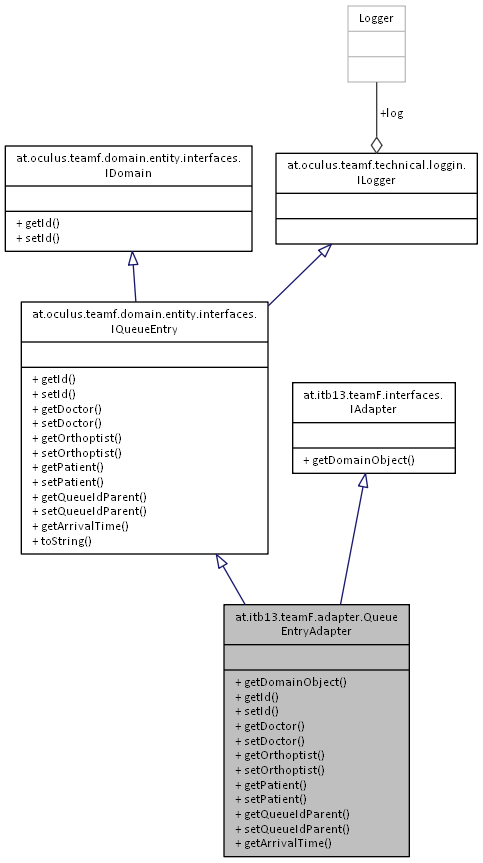 Logger
+log
at.oculus.teamf.domain.entity.interfaces.
IDomain
+ getId()
+ setId()
at.oculus.teamf.technical.loggin.
ILogger
at.oculus.teamf.domain.entity.interfaces.
IQueueEntry
+ getId()
+ setId()
+ getDoctor()
+ setDoctor()
+ getOrthoptist()
+ setOrthoptist()
+ getPatient()
+ setPatient()
+ getQueueIdParent()
+ setQueueIdParent()
+ getArrivalTime()
+ toString()
at.itb13.teamF.interfaces.
IAdapter
+ getDomainObject()
at.itb13.teamF.adapter.Queue
EntryAdapter
+ getDomainObject()
+ getId()
+ setId()
+ getDoctor()
+ setDoctor()
+ getOrthoptist()
+ setOrthoptist()
+ getPatient()
+ setPatient()
+ getQueueIdParent()
+ setQueueIdParent()
+ getArrivalTime()